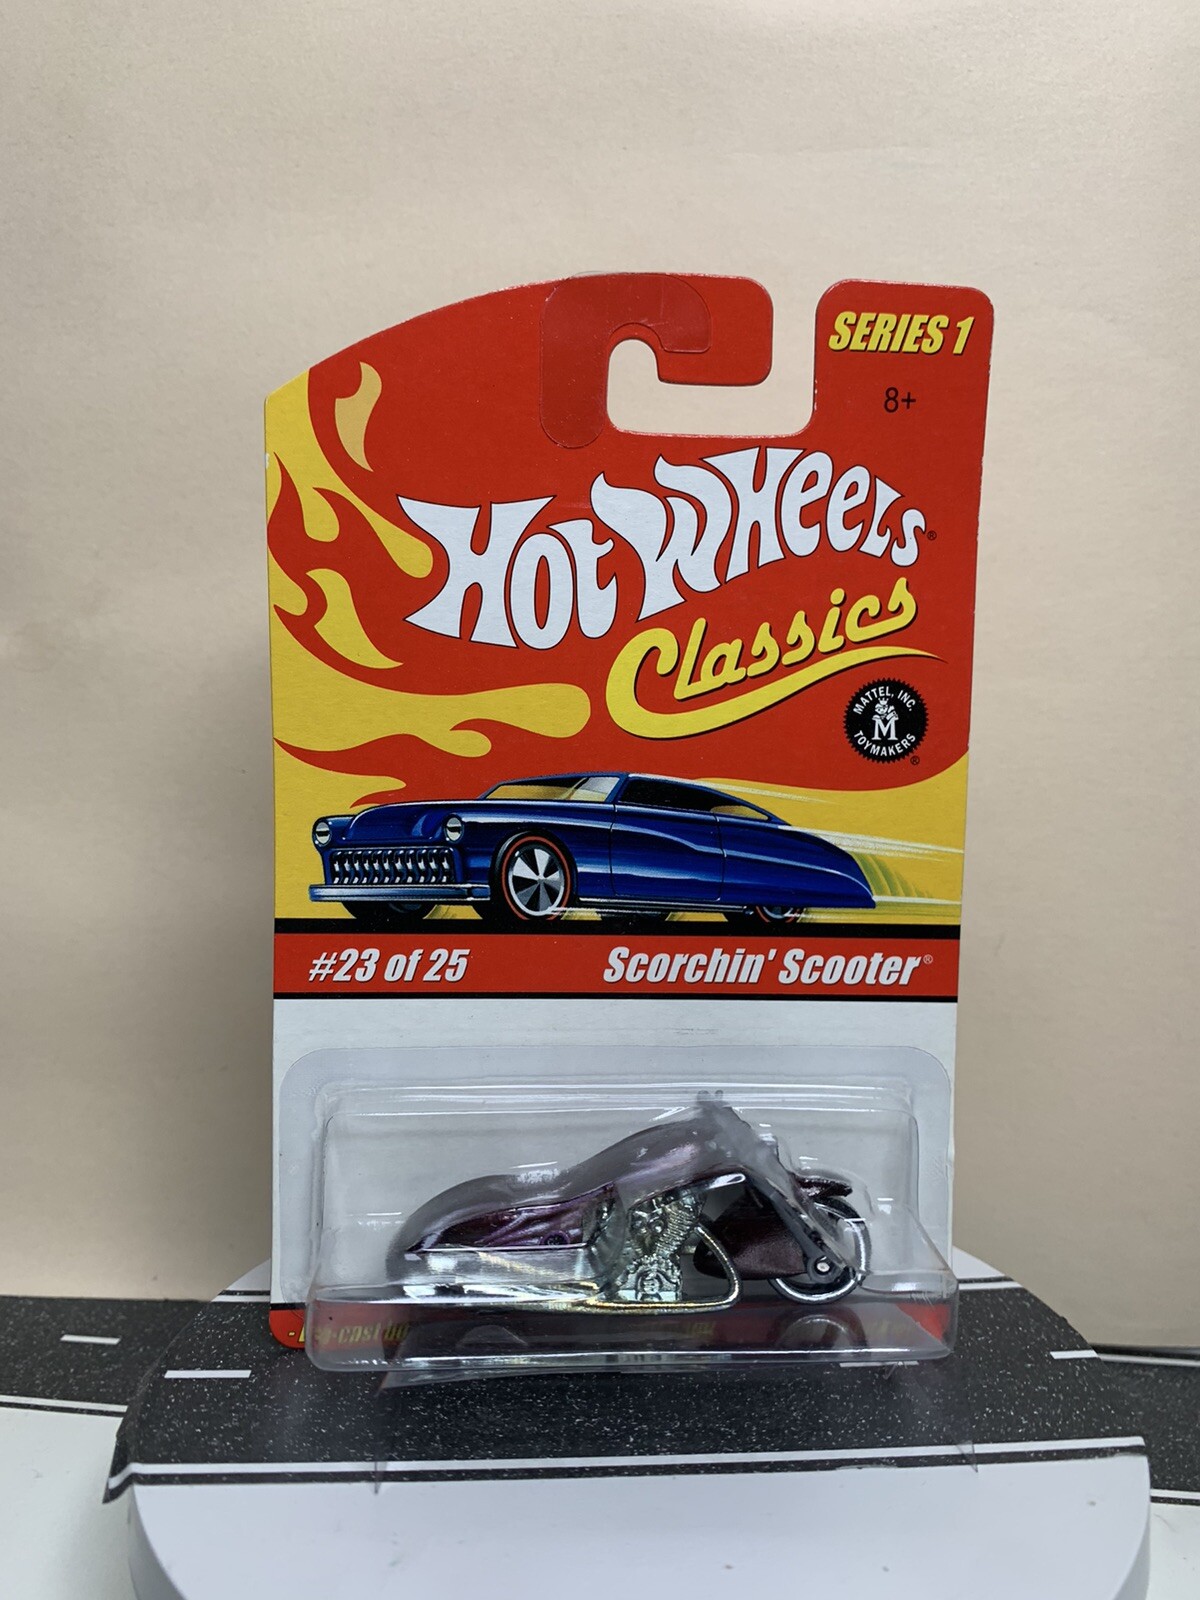 SERIES 1
8+
HOT WHEELS®
Classics
MATTEL, INC.
M
TOYMAKERS
®
#23 of 25
Scorchin' Scooter®